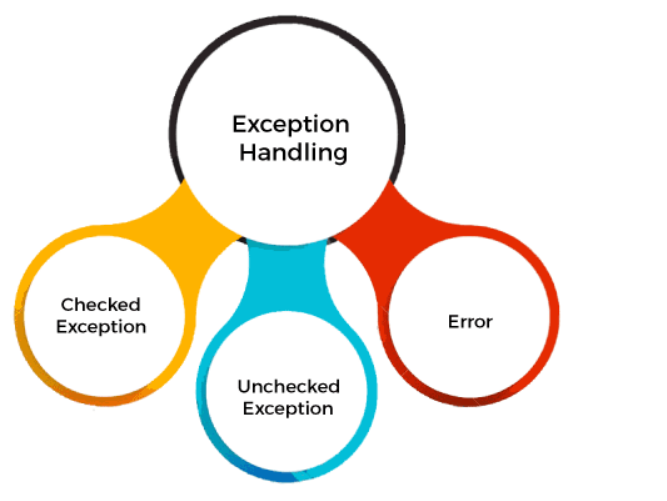 Exception
Handling
Checked
Exception
Unchecked
Exception
Error